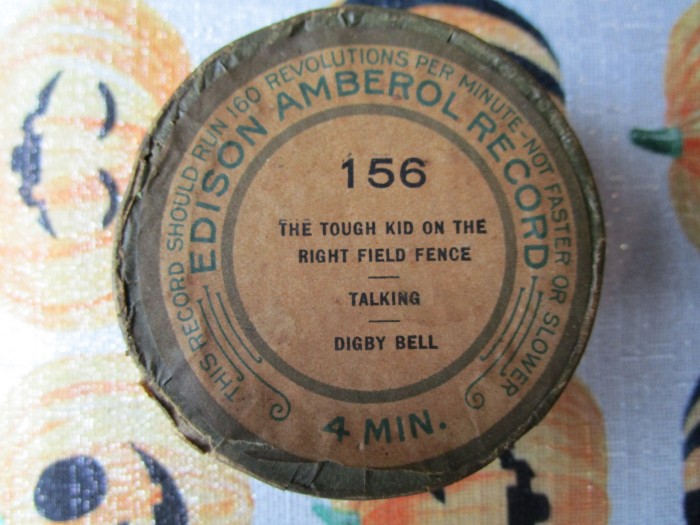 THIS RECORD SHOULD RUN 160 REVOLUTIONS PER MINUTE-NOT FASTER OR SLOWER
EDISON AMBEROL RECORD
156
THE TOUGH KID ON THE
RIGHT FIELD FENCE
TALKING
DIGBY BELL
4 MIN.